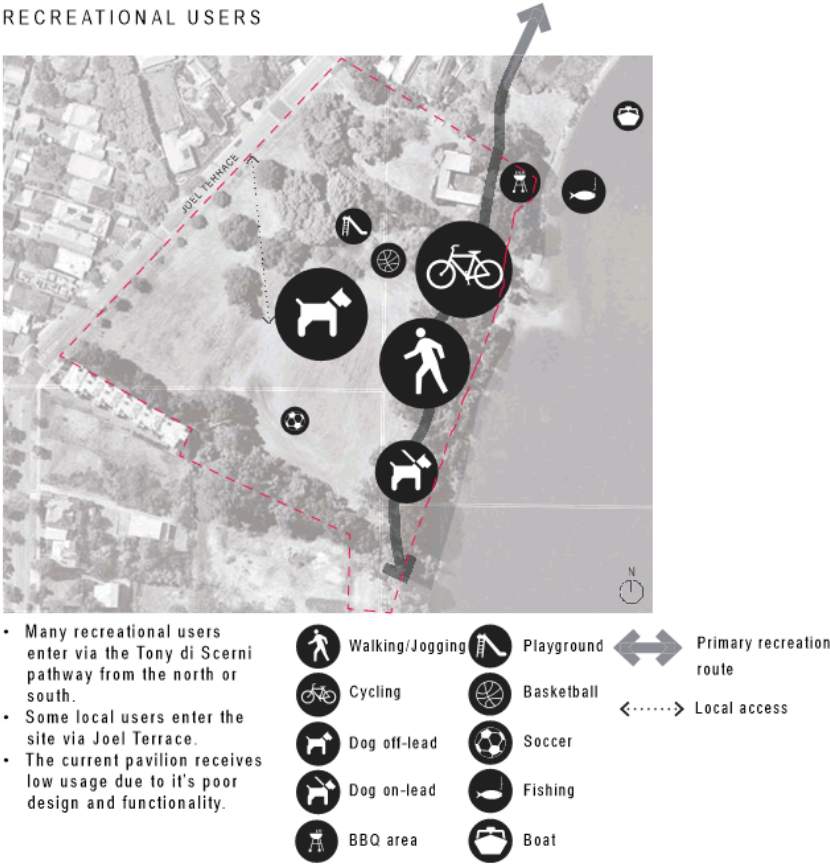 RECREATIONAL USERS
JOEL TERRACE
N
• Many recreational users
enter via the Tony di Scerni
pathway from the north or
south.
• Some local users enter the
site via Joel Terrace.
• The current pavilion receives
low usage due to it's poor
design and functionality.
Walking/Jogging
Cycling
Dog off-lead
Dog on-lead
BBQ area
Playground
Basketball
Soccer
Fishing
Boat
Primary recreation
route
Local access